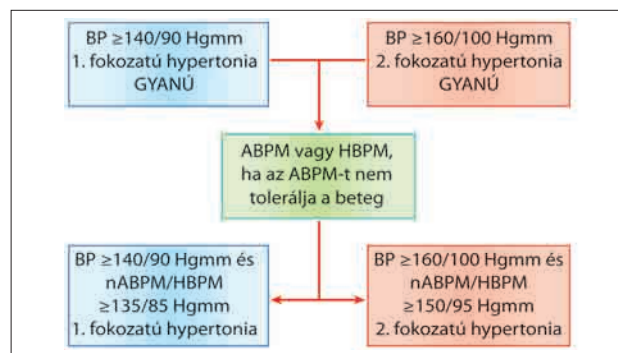 BP ≥140/90 Hgmm
1. fokozatú hypertonia
GYANÚ
BP ≥160/100 Hgmm
2. fokozatú hypertonia
GYANÚ
ABPM vagy HBPM,
ha az ABPM-t nem
tolerálja a beteg
BP ≥140/90 Hgmm és
nABPM/HBPM
≥135/85 Hgmm
1. fokozatú hypertonia
BP ≥160/100 Hgmm és
nABPM/HBPM
≥150/95 Hgmm
2. fokozatú hypertonia